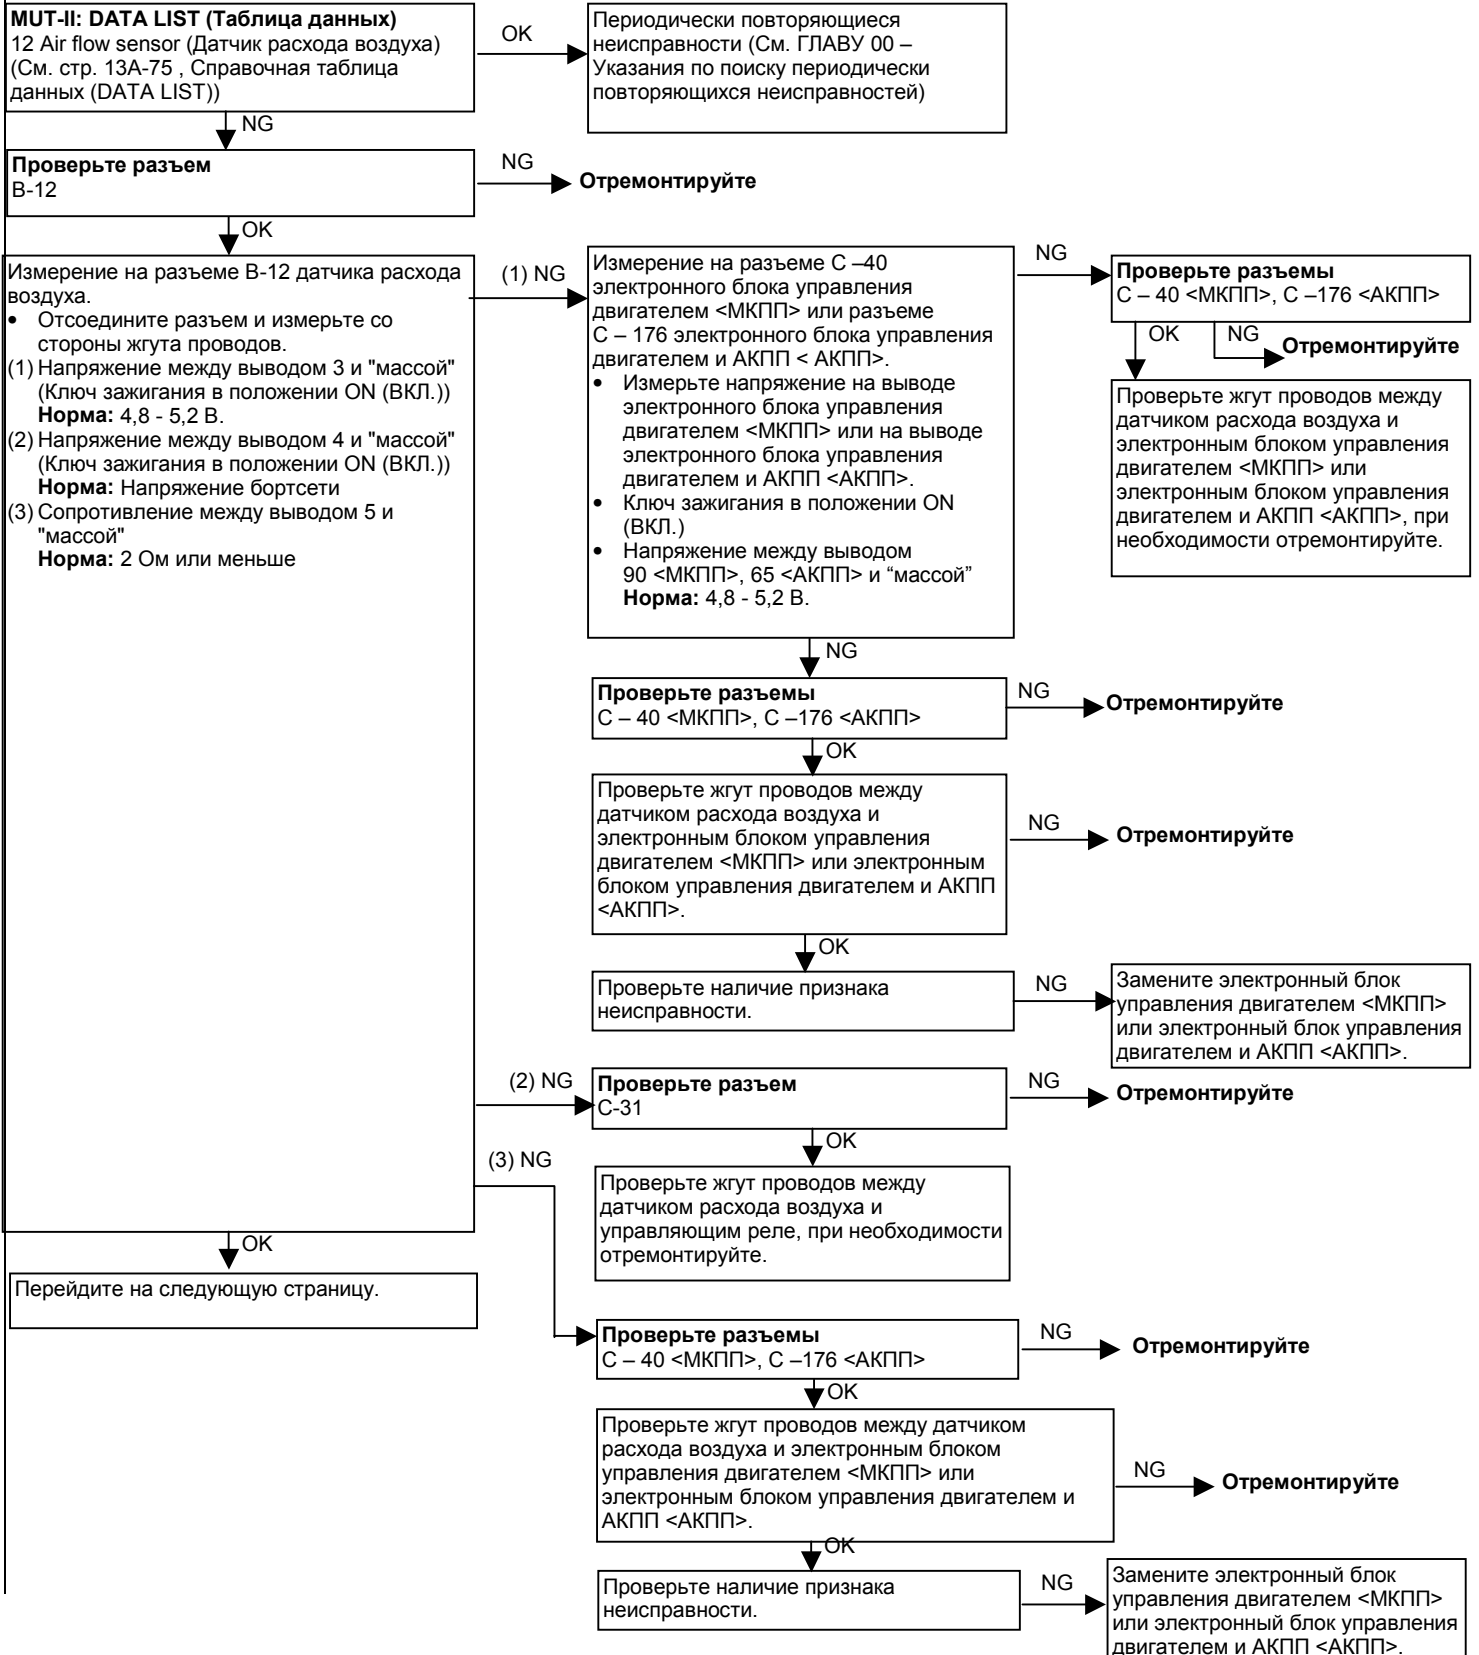 MUT-II: DATA LIST (Таблица данных)
12 Air flow sensor (Датчик расхода воздуха)
(См. стр. 13A-75 , Справочная таблица
данных (DATA LIST))
OK
Периодически повторяющиеся
неисправности (См. ГЛАВУ 00 –
Указания по поиску периодически
повторяющихся неисправностей)
NG
Проверьте разъем
B-12
NG
Отремонтируйте
OK
Измерение на разъеме B-12 датчика расхода
воздуха.
• Отсоедините разъем и измерьте со
стороны жгута проводов.
(1) Напряжение между выводом 3 и "массой"
(Ключ зажигания в положении ON (ВКЛ.))
Норма: 4,8 - 5,2 В.
(2) Напряжение между выводом 4 и "массой"
(Ключ зажигания в положении ON (ВКЛ.))
Норма: Напряжение бортсети
(3) Сопротивление между выводом 5 и
"массой"
Норма: 2 Ом или меньше
(1) NG
Измерение на разъеме С –40
электронного блока управления
двигателем <МКПП> или разъеме
С – 176 электронного блока управления
двигателем и АКПП < АКПП>.
• Измерьте напряжение на выводе
электронного блока управления
двигателем <МКПП> или на выводе
электронного блока управления
двигателем и АКПП <АКПП>.
• Ключ зажигания в положении ON
(ВКЛ.)
• Напряжение между выводом
90 <МКПП>, 65 <АКПП> и “массой”
Норма: 4,8 - 5,2 В.
NG
Проверьте разъемы
С – 40 <МКПП>, С –176 <АКПП>
OK
NG
Отремонтируйте
Проверьте жгут проводов между
датчиком расхода воздуха и
электронным блоком управления
двигателем <МКПП> или
электронным блоком управления
двигателем и АКПП <АКПП>, при
необходимости отремонтируйте.
NG
Проверьте разъемы
С – 40 <МКПП>, С –176 <АКПП>
NG
Отремонтируйте
OK
Проверьте жгут проводов между
датчиком расхода воздуха и
электронным блоком управления
двигателем <МКПП> или электронным
блоком управления двигателем и АКПП
<АКПП>.
NG
Отремонтируйте
OK
Проверьте наличие признака
неисправности.
NG
Замените электронный блок
управления двигателем <МКПП>
или электронный блок управления
двигателем и АКПП <АКПП>.
(2) NG
Проверьте разъем
C-31
NG
Отремонтируйте
OK
Проверьте жгут проводов между
датчиком расхода воздуха и
управляющим реле, при необходимости
отремонтируйте.
(3) NG
OK
Перейдите на следующую страницу.
Проверьте разъемы
С – 40 <МКПП>, С –176 <АКПП>
NG
Отремонтируйте
OK
Проверьте жгут проводов между датчиком
расхода воздуха и электронным блоком
управления двигателем <МКПП> или
электронным блоком управления двигателем и
АКПП <АКПП>.
NG
Отремонтируйте
OK
Проверьте наличие признака
неисправности.
NG
Замените электронный блок
управления двигателем <МКПП>
или электронный блок управления
двигателем и АКПП <АКПП>.